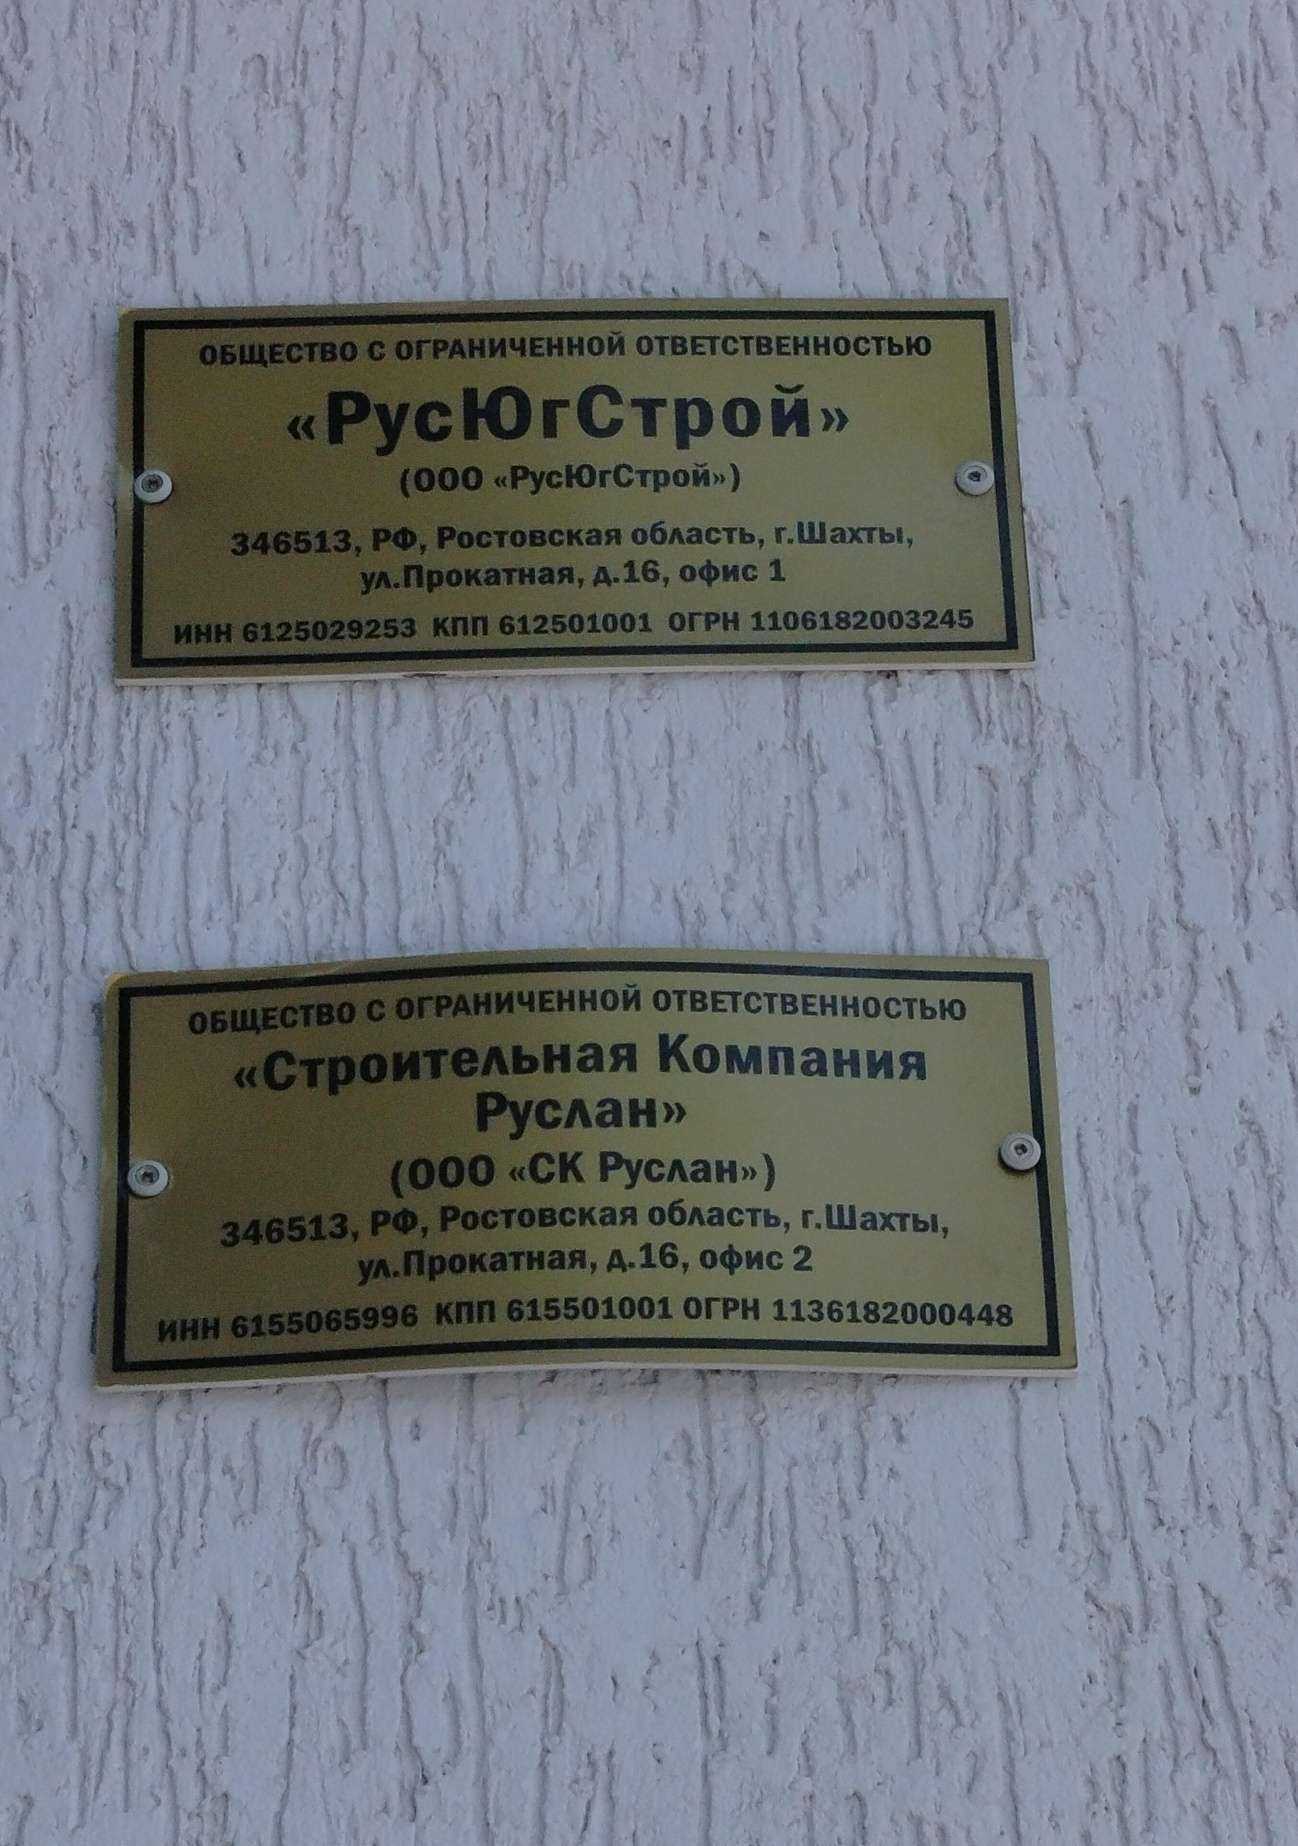 ОБЩЕСТВО С ОГРАНИЧЕННОЙ ОТВЕТСТВЕННОСТЬЮ
«РусЮгСтрой»
(ООО «РусЮгСтрой»)
346513, РФ, Ростовская область, г.Шахты,
ул.Прокатная, д.16, офис 1
ИНН 6125029253 КПП 612501001 ОГРН 1106182003245
ОБЩЕСТВО С ОГРАНИЧЕННОЙ ОТВЕТСТВЕННОСТЬЮ
«Строительная Компания
Руслан»
(ООО «СК Руслан»)
346513, РФ, Ростовская область, г.Шахты,
ул.Прокатная, д.16, офис 2
ИНН 6155065996 КПП 615501001 ОГРН 1136182000448